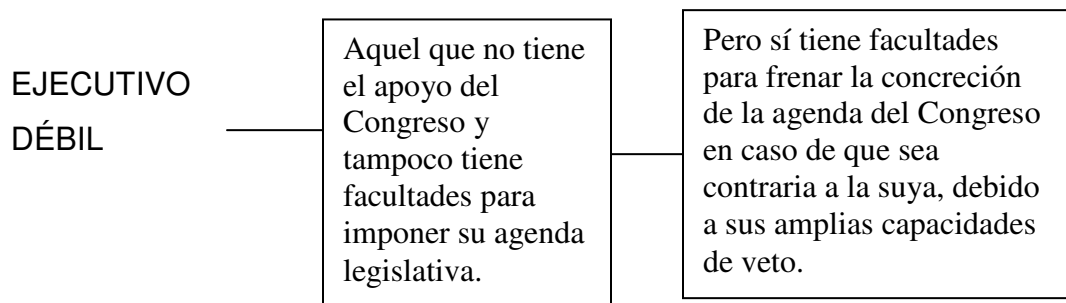 EJECUTIVO
DÉBIL
Aquel que no tiene
el apoyo del
Congreso y
tampoco tiene
facultades para
imponer su agenda
legislativa.
Pero sí tiene facultades
para frenar la concreción
de la agenda del Congreso
en caso de que sea
contraria a la suya, debido
a sus amplias capacidades
de veto.